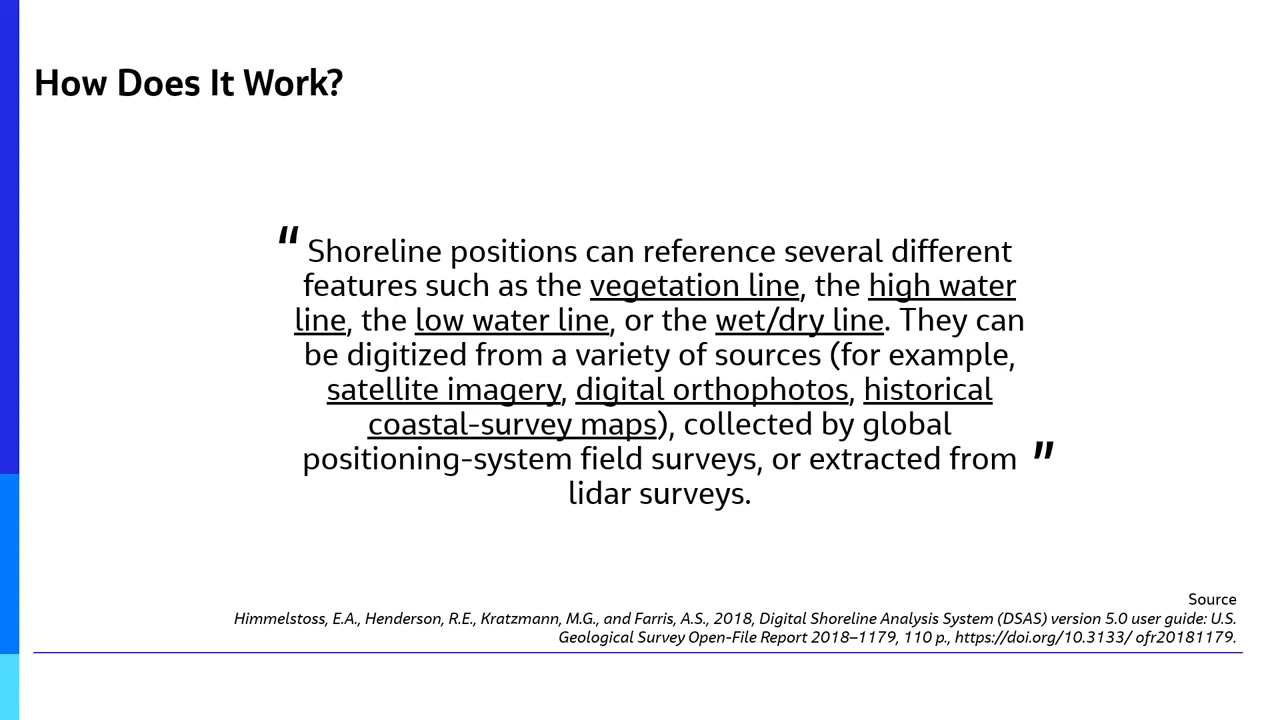 How Does It Work?
“ Shoreline positions can reference several different
features such as the vegetation line, the high water
line, the low water line, or the wet/dry line. They can
be digitized from a variety of sources (for example,
satellite imagery, digital orthophotos, historical
coastal-survey maps), collected by global
positioning-system field surveys, or extracted from ”
lidar surveys.
Source
Himmelstoss, E.A., Henderson, R.E., Kratzmann, M.G., and Farris, A.S., 2018, Digital Shoreline Analysis System (DSAS) version 5.0 user guide: U.S.
Geological Survey Open-File Report 2018–1179, 110 p., https://doi.org/10.3133/ ofr20181179.